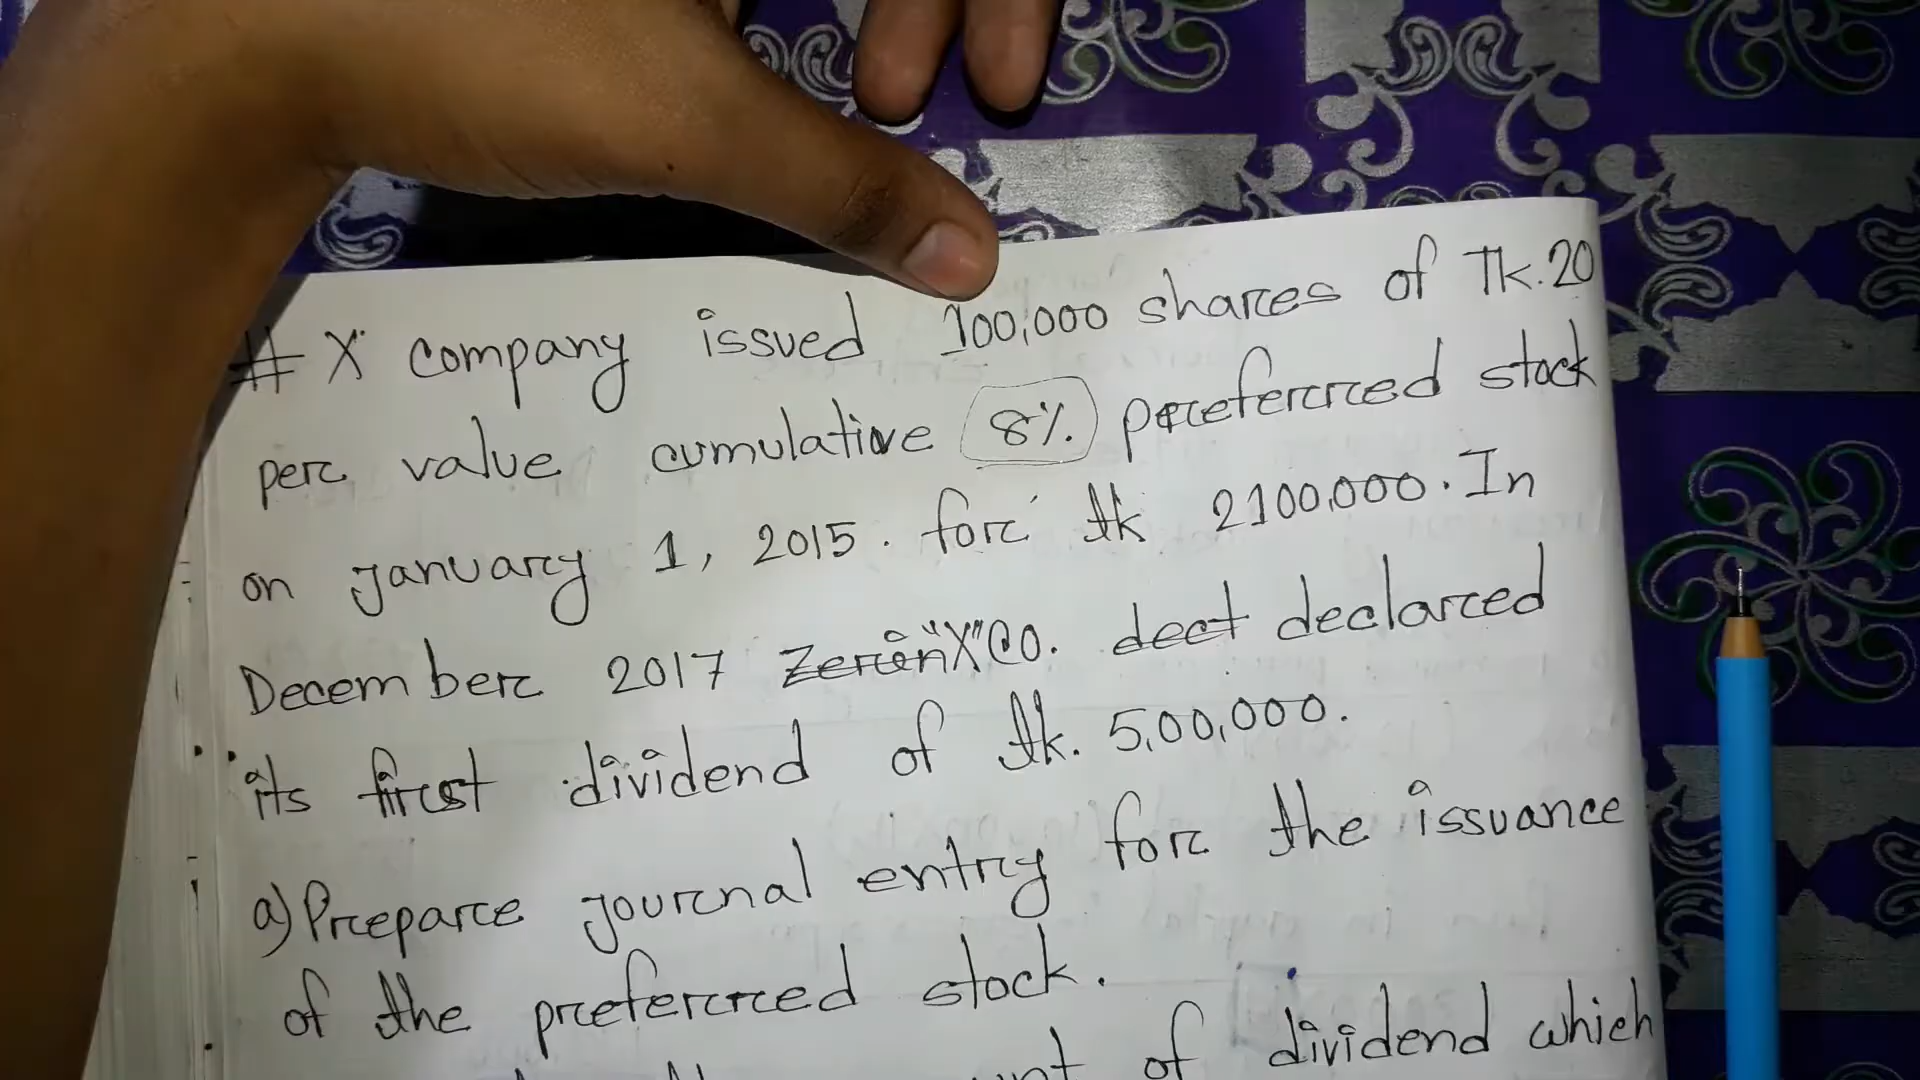 # X company issued 100,000 shares of Tk.20
per value cumulative 8% preferred stock
on january 1, 2015. for tk 2100,000. In
December 2017 "X" Co. declared
its first dividend of tk. 5,00,000.
a) Prepare journal entry for the issuance
of the preferred stock.
of dividend which